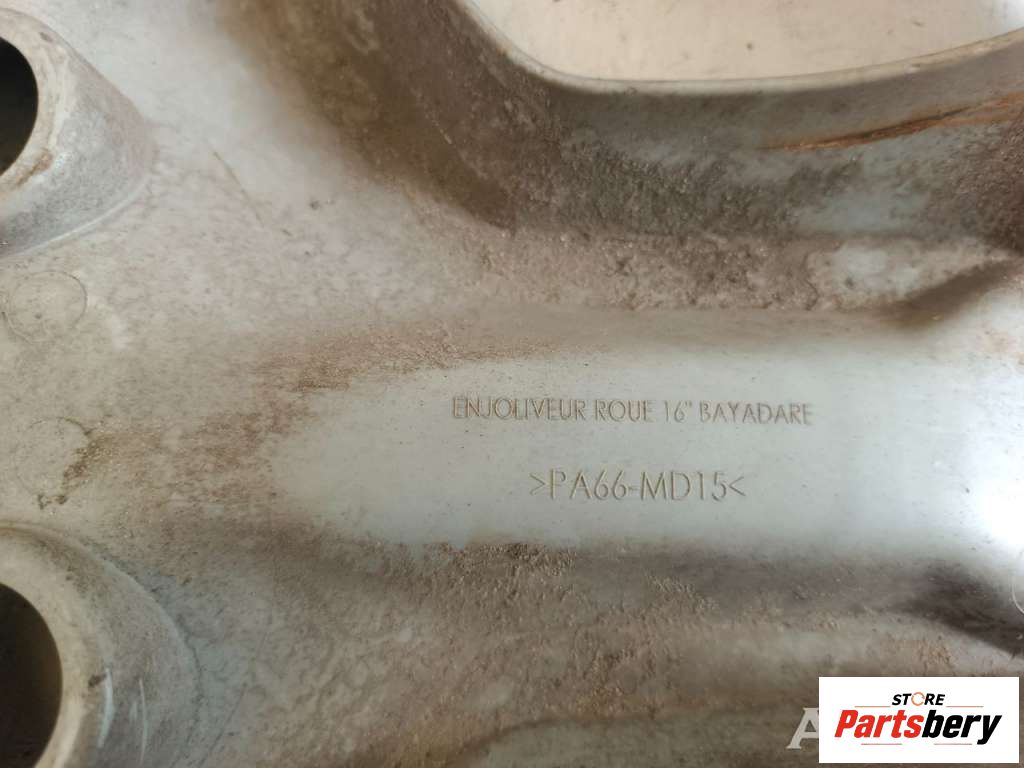 ENJOLIVEUR ROUE 16" BAYADARE
>PA66-MD15<
STORE
Partsbery